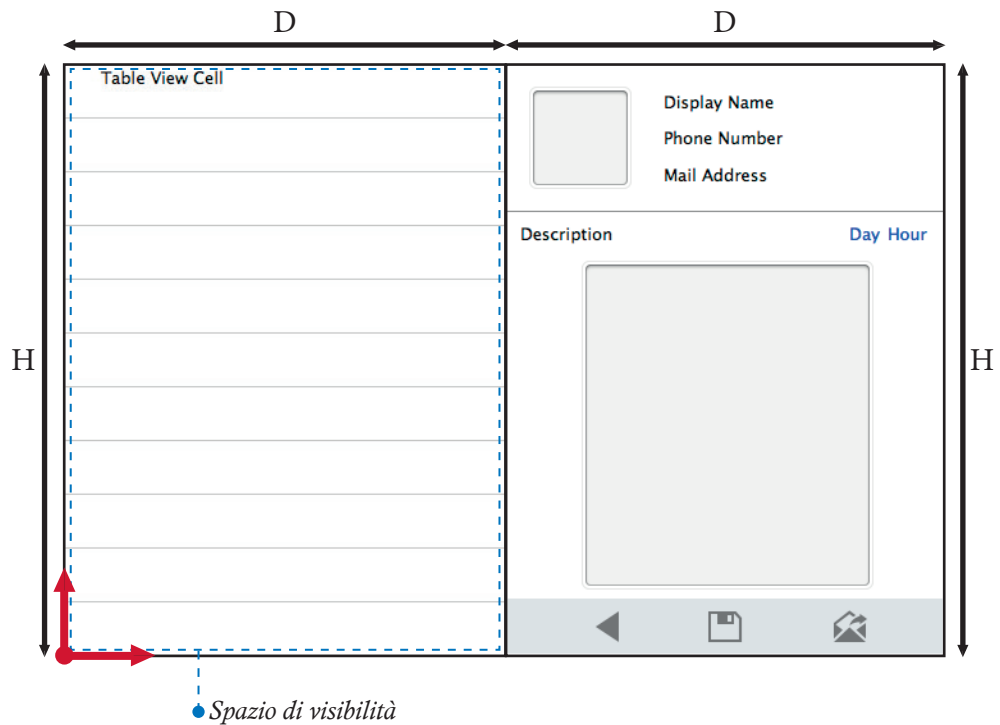 D
D
Table View Cell
Display Name
Phone Number
Mail Address
Description
Day Hour
H
H
Spazio di visibilità